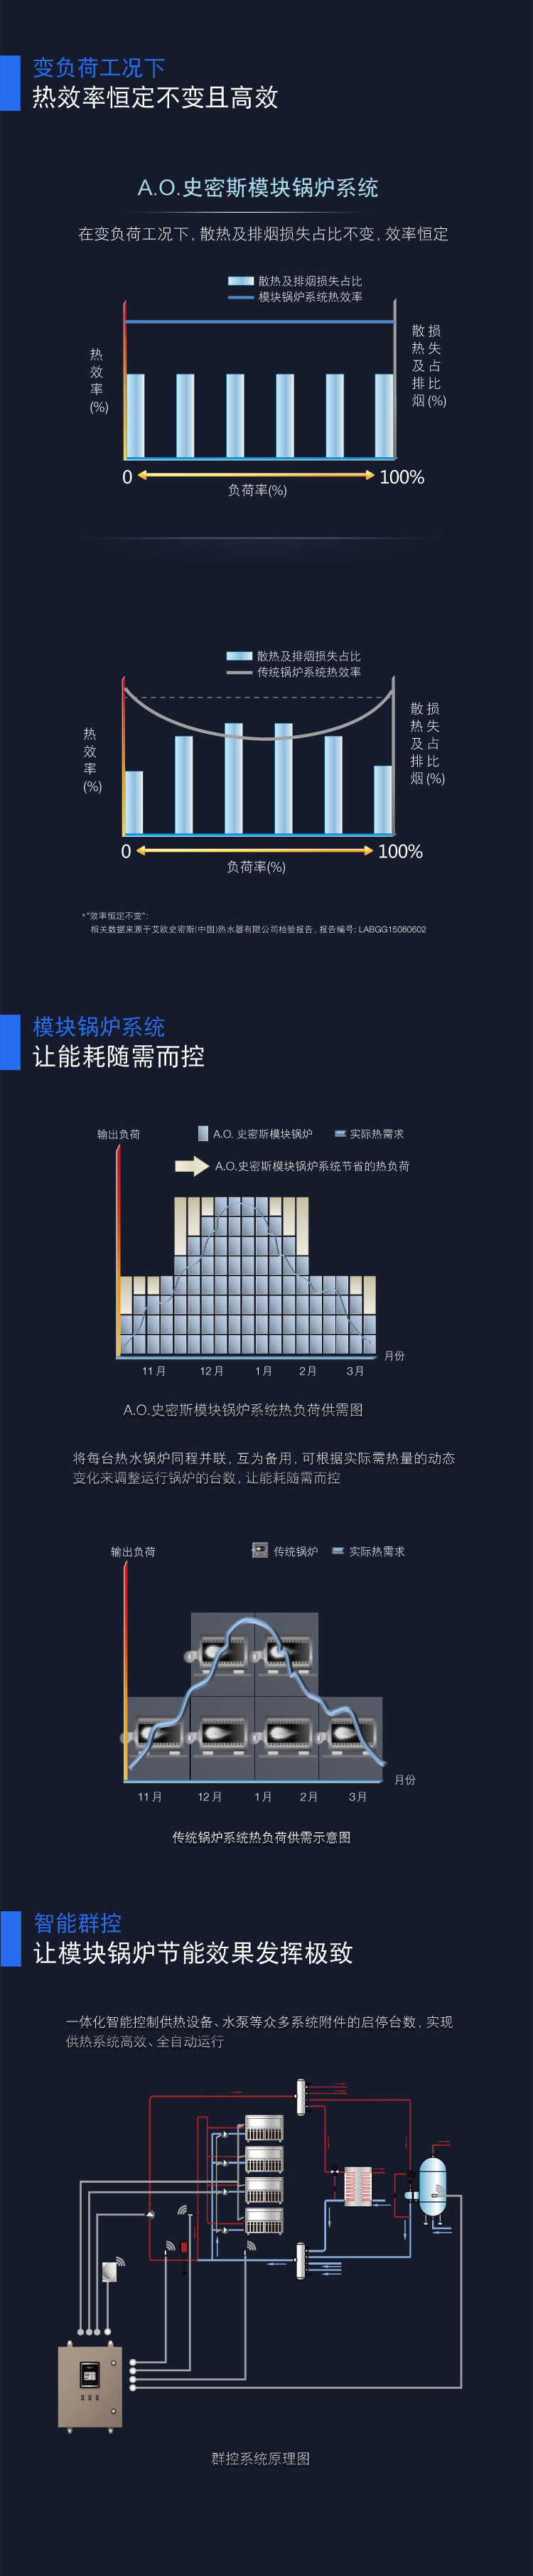 变负荷工况下
热效率恒定不变且高效
A.O.史密斯模块锅炉系统
在变负荷工况下, 散热及排烟损失占比不变, 效率恒定
散热及排烟损失占比
模块锅炉系统热效率
热效率(%)
散热及排烟损失占比(%)
0
100%
负荷率(%)
散热及排烟损失占比
传统锅炉系统热效率
热效率(%)
散热及排烟损失占比(%)
0
100%
负荷率(%)
*"效率恒定不变":
相关数据来源于艾欧史密斯(中国)热水器有限公司检验报告, 报告编号: LABGG15080602
模块锅炉系统
让能耗随需而控
输出负荷
A.O. 史密斯模块锅炉
实际热需求
A.O.史密斯模块锅炉系统节省的热负荷
月份
11月 12月 1月 2月 3月
A.O.史密斯模块锅炉系统热负荷供需图
将每台热水锅炉同程并联, 互为备用, 可根据实际需热量的动态
变化来调整运行锅炉的台数, 让能耗随需而控
输出负荷
传统锅炉
实际热需求
月份
11月 12月 1月 2月 3月
传统锅炉系统热负荷供需示意图
智能群控
让模块锅炉节能效果发挥极致
一体化智能控制供热设备、水泵等众多系统附件的启停台数, 实现
供热系统高效、全自动运行
群控系统原理图